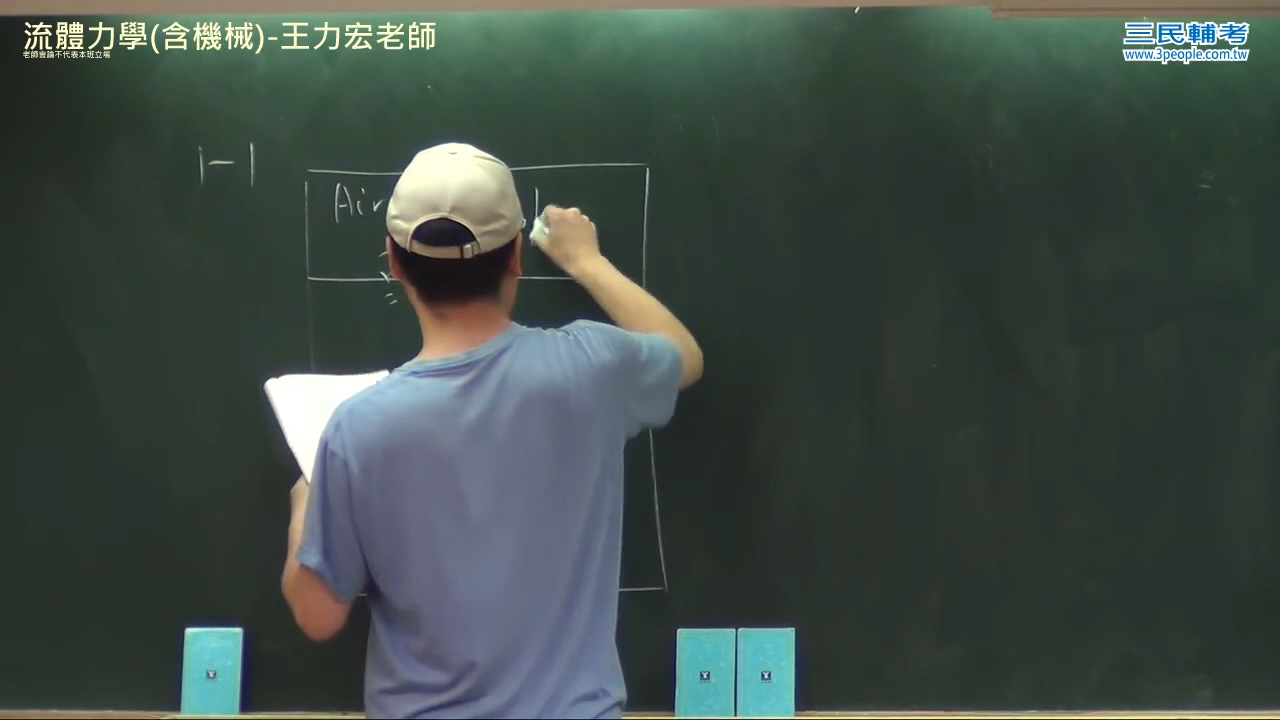 流體力學(含機械)-王力宏老師
老師言論不代表本班立場
三民輔考
www.3people.com.tw
1-1
Air